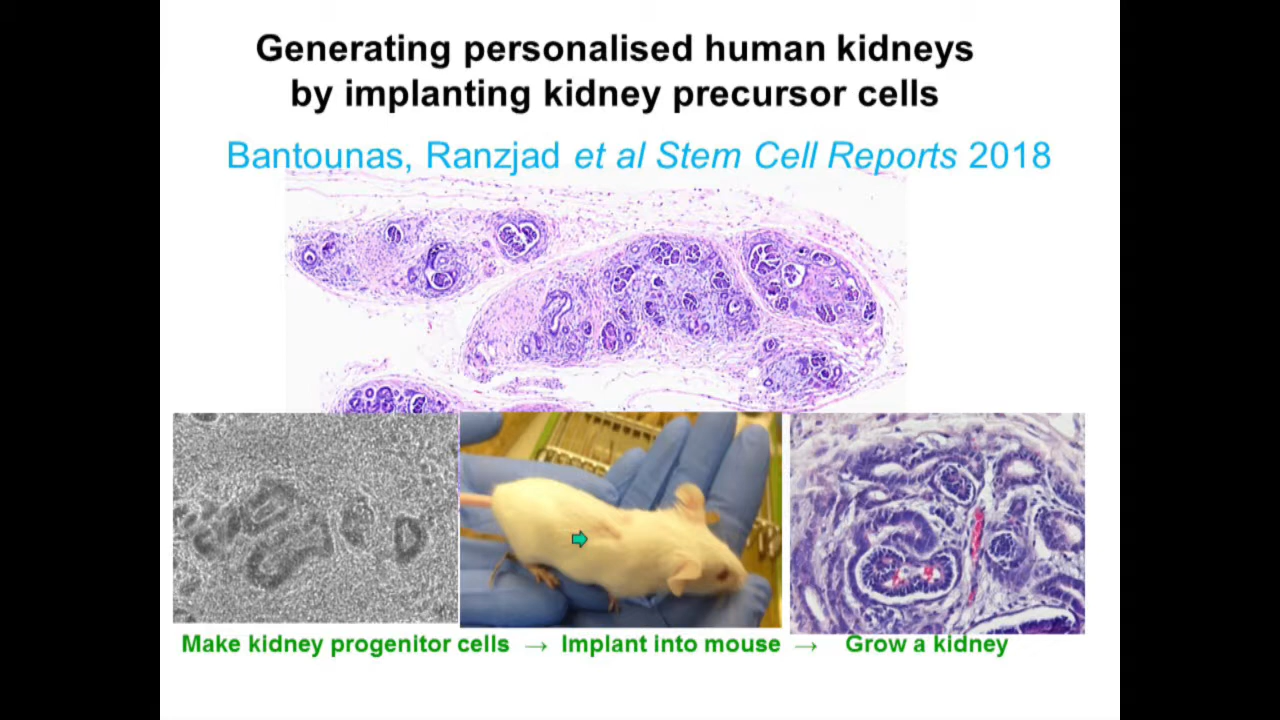 Generating personalised human kidneys
by implanting kidney precursor cells
Bantounas, Ranzjad et al Stem Cell Reports 2018
Make kidney progenitor cells → Implant into mouse → Grow a kidney